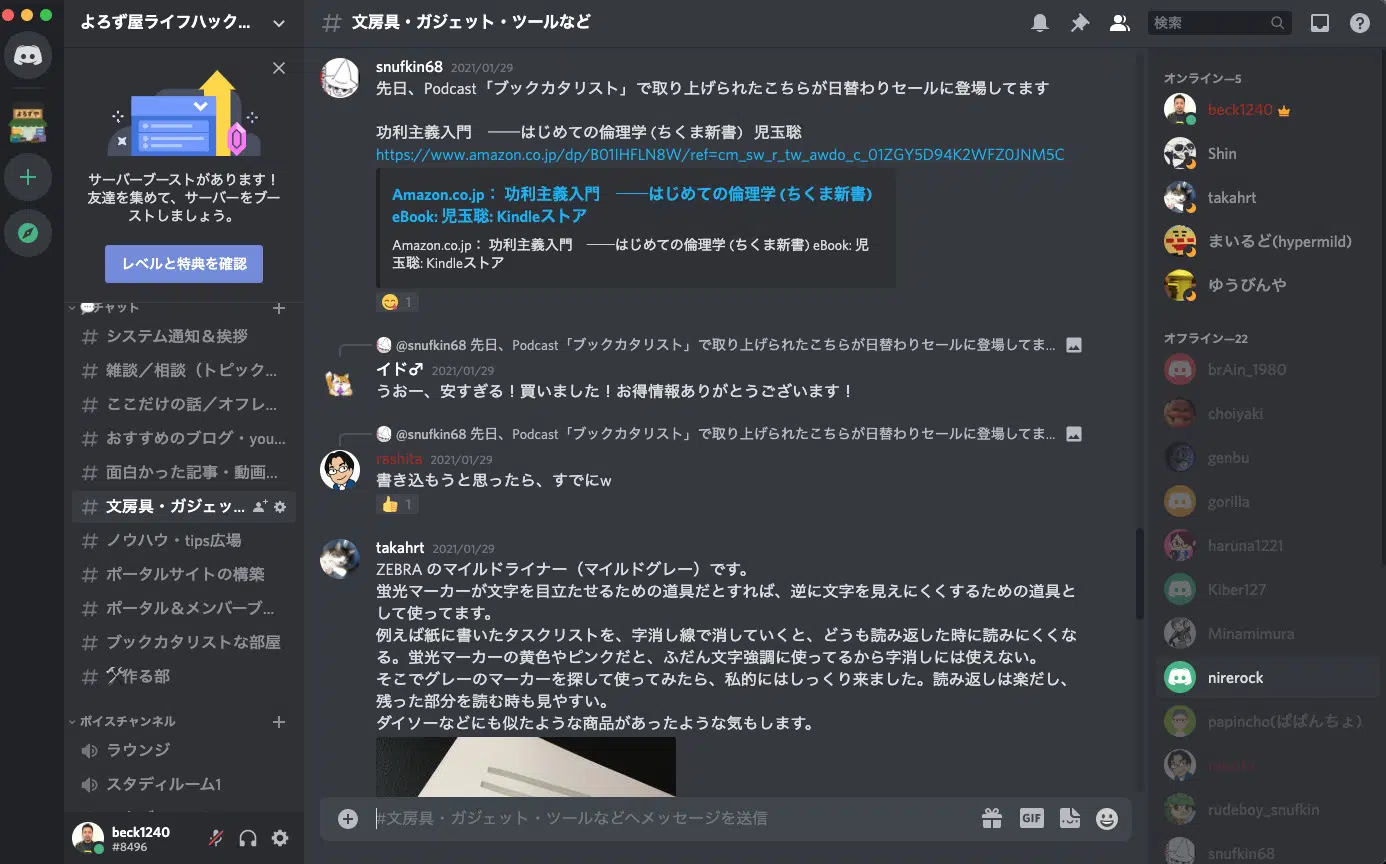 よろず屋ライフハック...
サーバーブーストがあります！
友達を集めて、サーバーをブー
ストしましょう。
レベルと特典を確認
チャット
システム通知＆挨拶
雑談／相談（トピック...
ここだけの話／オフレ...
おすすめのブログ・you...
面白かった記事・動画...
文房具・ガジェッ...
ノウハウ・tips広場
ポータルサイトの構築
ポータル＆メンバーブ...
ブックカタリストな部屋
作る部
ボイスチャンネル
ラウンジ
スタディルーム1
beck1240
#8496
# 文房具・ガジェット・ツールなど
検索
snufkin68 2021/01/29
先日、Podcast「ブックカタリスト」で取り上げられたこちらが日替わりセールに登場してます
功利主義入門　――はじめての倫理学 (ちくま新書)　児玉聡
https://www.amazon.co.jp/dp/B01IHFLN8W/ref=cm_sw_r_tw_awdo_c_01ZGY5D94K2WFZ0JNM5C
Amazon.co.jp： 功利主義入門　――はじめての倫理学 (ちくま新書)
eBook: 児玉聡: Kindleストア
Amazon.co.jp： 功利主義入門　――はじめての倫理学 (ちくま新書) eBook: 児
玉聡: Kindleストア
1
@snufkin68 先日、Podcast「ブックカタリスト」で取り上げられたこちらが日替わりセールに登場してま...
イド♂ 2021/01/29
うおー、安すぎる！買いました！お得情報ありがとうございます！
@snufkin68 先日、Podcast「ブックカタリスト」で取り上げられたこちらが日替わりセールに登場してま...
rashita 2021/01/29
書き込もうと思ったら、すでにw
1
takahrt 2021/01/29
ZEBRA のマイルドライナー（マイルドグレー）です。
蛍光マーカーが文字を目立たせるための道具だとすれば、逆に文字を見えにくくするための道具と
して使ってます。
例えば紙に書いたタスクリストを、字消し線で消していくと、どうも読み返した時に読みにくくな
る。蛍光マーカーの黄色やピンクだと、ふだん文字強調に使ってるから字消しには使えない。
そこでグレーのマーカーを探して使ってみたら、私的にはしっくり来ました。読み返しは楽だし、
残った部分を読む時も見やすい。
ダイソーなどにも似たような商品があったような気もします。
#文房具・ガジェット・ツールなどへメッセージを送信
GIF
オンライン—5
beck1240
Shin
takahrt
まいるど(hypermild)
ゆうびんや
オフライン—22
brAin_1980
choiyaki
genbu
gorilla
haruna1221
Kiber127
Minamimura
nirerock
papincho(ぱぱんちょ)
rudeboy_snufkin
snufkin68